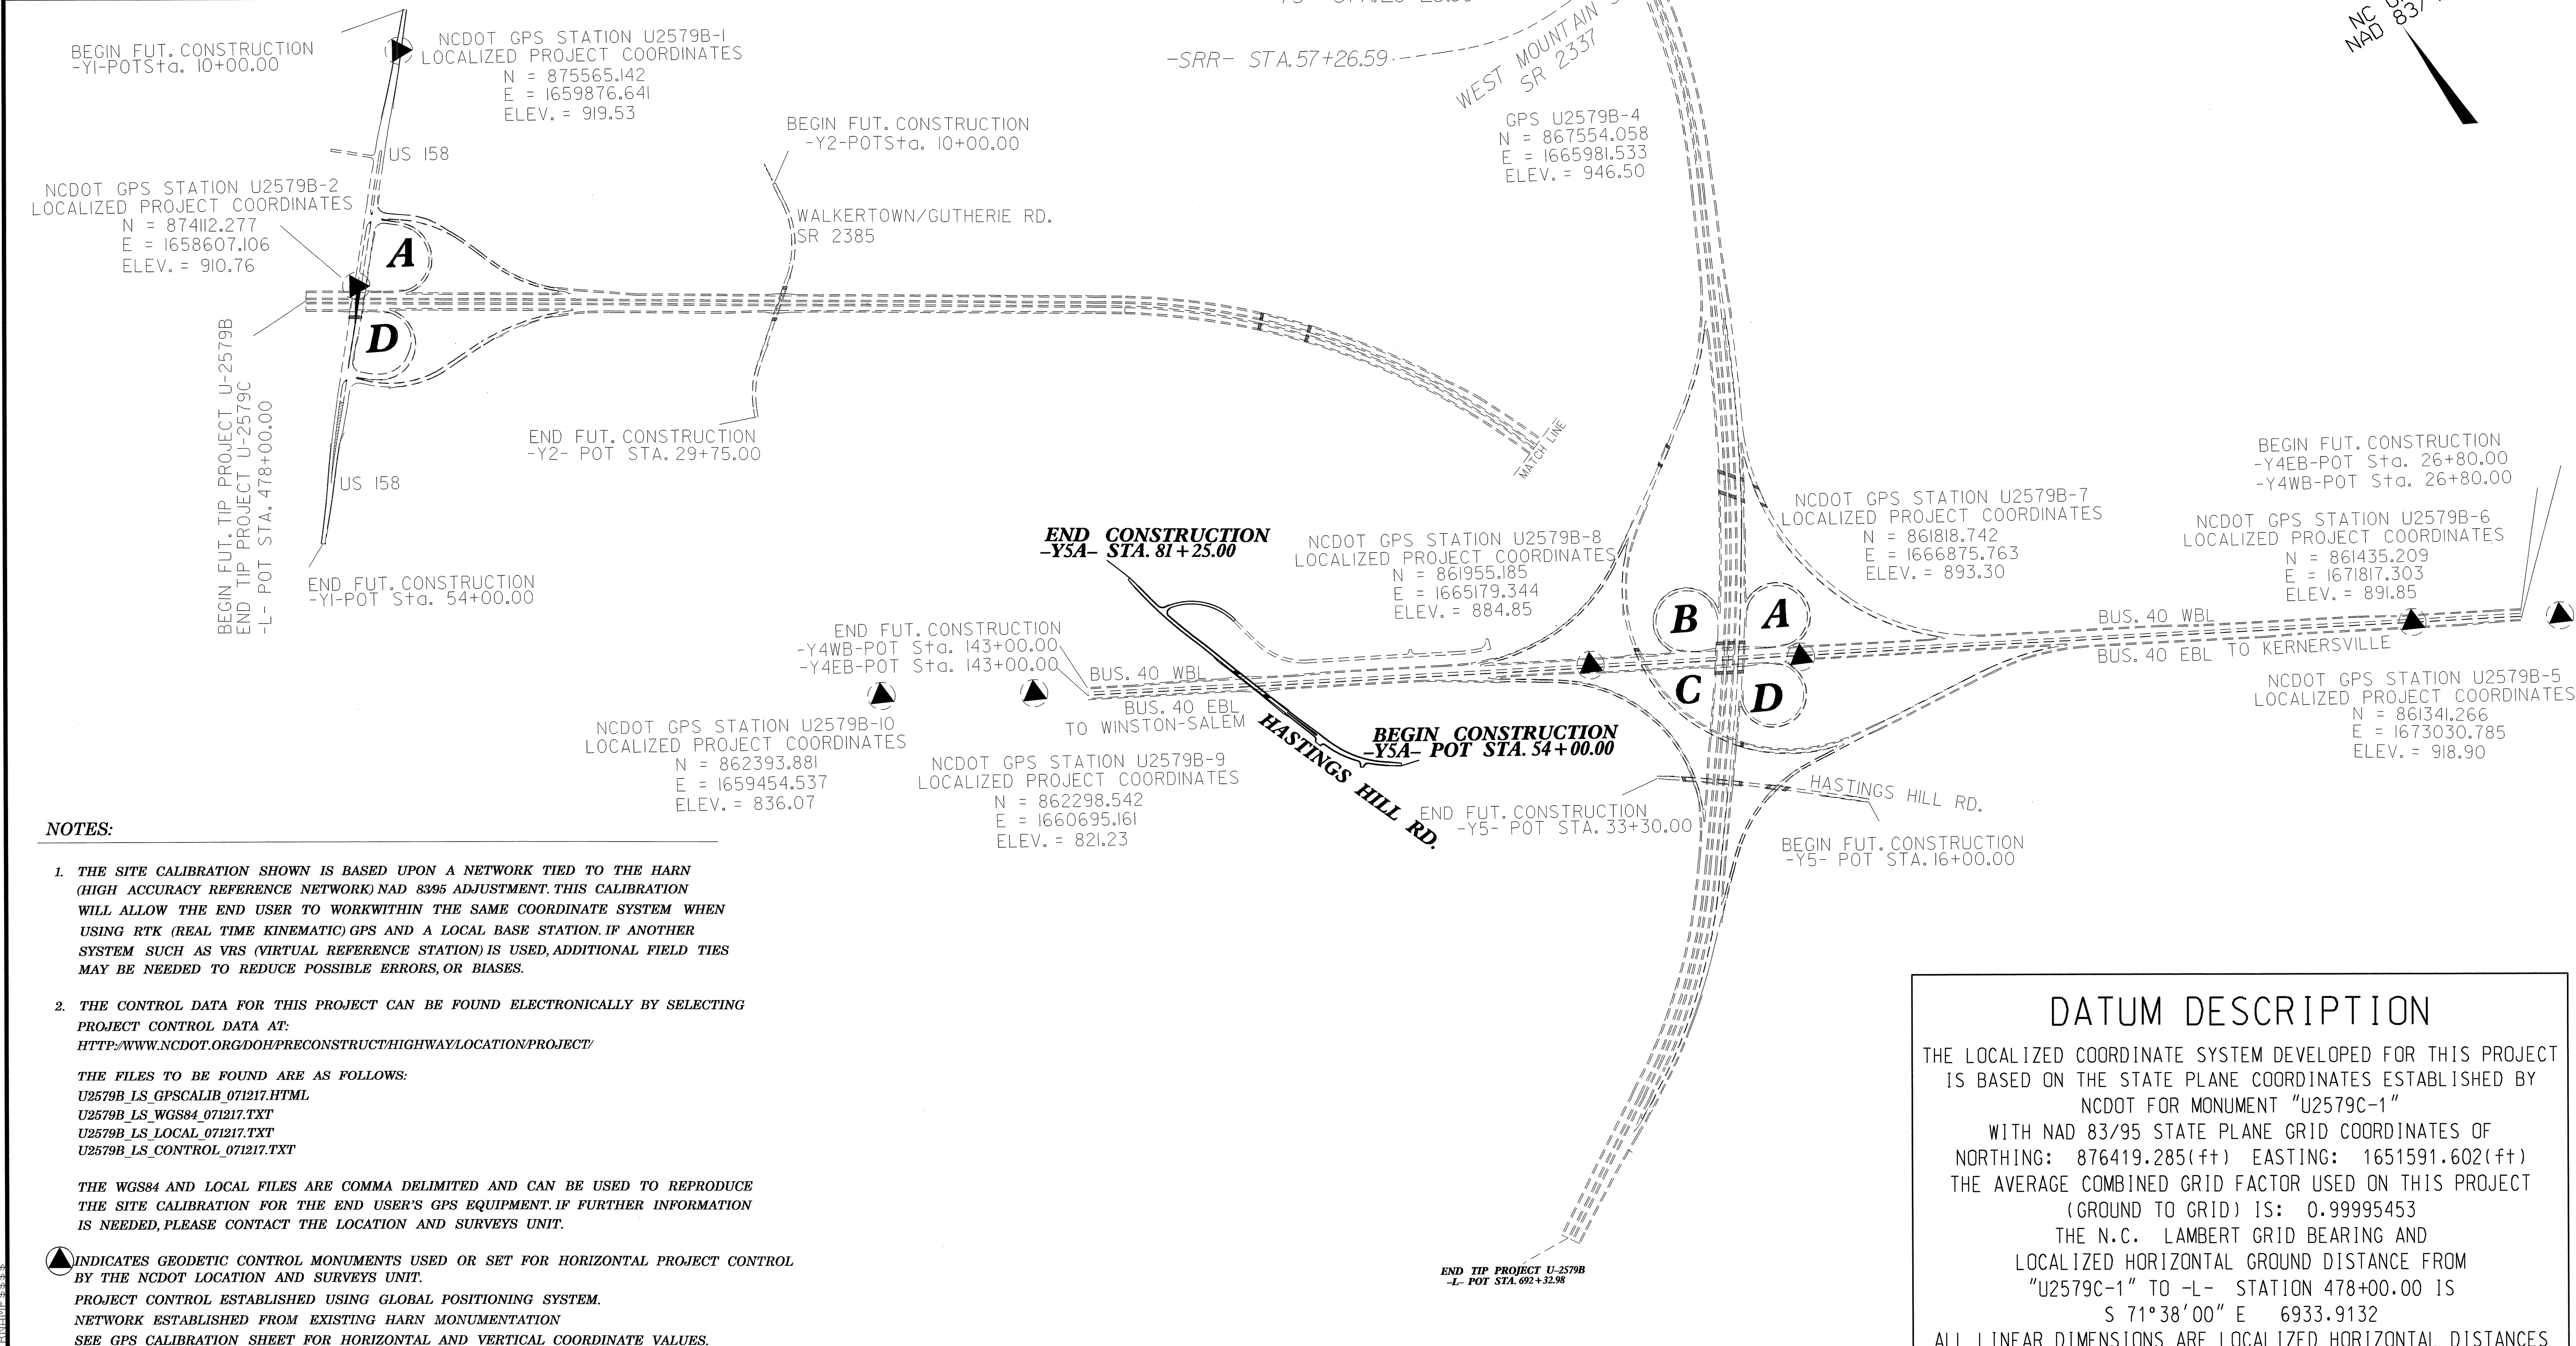 BEGIN FUT. CONSTRUCTION
-Y1-POTSta. 10+00.00
NCDOT GPS STATION U2579B-1
LOCALIZED PROJECT COORDINATES
N = 875565.142
E = 1659876.641
ELEV. = 919.53
US 158
NCDOT GPS STATION U2579B-2
LOCALIZED PROJECT COORDINATES
N = 874112.277
E = 1658607.106
ELEV. = 910.76
A
D
BEGIN FUT. TIP PROJECT U-2579B
END TIP PROJECT U-2579C
-L- POT STA. 478+00.00
US 158
END FUT. CONSTRUCTION
-Y1-POT Sta. 54+00.00
BEGIN FUT. CONSTRUCTION
-Y2-POTSta. 10+00.00
WALKERTOWN/GUTHERIE RD.
SR 2385
END FUT. CONSTRUCTION
-Y2- POT STA. 29+75.00
-SRR- STA. 57+26.59
WEST MOUNTAIN
SR 2337
GPS U2579B-4
N = 867554.058
E = 1665981.533
ELEV. = 946.50
NC
NAD 83/
MATCH LINE
END CONSTRUCTION
-Y5A- STA. 81+25.00
NCDOT GPS STATION U2579B-8
LOCALIZED PROJECT COORDINATES
N = 861955.185
E = 1665179.344
ELEV. = 884.85
NCDOT GPS STATION U2579B-7
LOCALIZED PROJECT COORDINATES
N = 861818.742
E = 1666875.763
ELEV. = 893.30
BEGIN FUT. CONSTRUCTION
-Y4EB-POT Sta. 26+80.00
-Y4WB-POT Sta. 26+80.00
NCDOT GPS STATION U2579B-6
LOCALIZED PROJECT COORDINATES
N = 861435.209
E = 1671817.303
ELEV. = 891.85
B
A
C
D
BUS. 40 WBL
BUS. 40 EBL TO KERNERSVILLE
END FUT. CONSTRUCTION
-Y4WB-POT Sta. 143+00.00
-Y4EB-POT Sta. 143+00.00
BUS. 40 WBL
BUS. 40 EBL
TO WINSTON-SALEM
HASTINGS HILL RD.
BEGIN CONSTRUCTION
-Y5A- POT STA. 54+00.00
NCDOT GPS STATION U2579B-10
LOCALIZED PROJECT COORDINATES
N = 862393.881
E = 1659454.537
ELEV. = 836.07
NCDOT GPS STATION U2579B-9
LOCALIZED PROJECT COORDINATES
N = 862298.542
E = 1660695.161
ELEV. = 821.23
NCDOT GPS STATION U2579B-5
LOCALIZED PROJECT COORDINATES
N = 861341.266
E = 1673030.785
ELEV. = 918.90
END FUT. CONSTRUCTION
-Y5- POT STA. 33+30.00
HASTINGS HILL RD.
BEGIN FUT. CONSTRUCTION
-Y5- POT STA. 16+00.00
END TIP PROJECT U-2579B
-L- POT STA. 692+32.98
NOTES:
1. THE SITE CALIBRATION SHOWN IS BASED UPON A NETWORK TIED TO THE HARN
(HIGH ACCURACY REFERENCE NETWORK) NAD 83/95 ADJUSTMENT. THIS CALIBRATION
WILL ALLOW THE END USER TO WORKWITHIN THE SAME COORDINATE SYSTEM WHEN
USING RTK (REAL TIME KINEMATIC) GPS AND A LOCAL BASE STATION. IF ANOTHER
SYSTEM SUCH AS VRS (VIRTUAL REFERENCE STATION) IS USED, ADDITIONAL FIELD TIES
MAY BE NEEDED TO REDUCE POSSIBLE ERRORS, OR BIASES.
2. THE CONTROL DATA FOR THIS PROJECT CAN BE FOUND ELECTRONICALLY BY SELECTING
PROJECT CONTROL DATA AT:
HTTP://WWW.NCDOT.ORG/DOH/PRECONSTRUCT/HIGHWAY/LOCATION/PROJECT/
THE FILES TO BE FOUND ARE AS FOLLOWS:
U2579B_LS_GPSCALIB_071217.HTML
U2579B_LS_WGS84_071217.TXT
U2579B_LS_LOCAL_071217.TXT
U2579B_LS_CONTROL_071217.TXT
THE WGS84 AND LOCAL FILES ARE COMMA DELIMITED AND CAN BE USED TO REPRODUCE
THE SITE CALIBRATION FOR THE END USER'S GPS EQUIPMENT. IF FURTHER INFORMATION
IS NEEDED, PLEASE CONTACT THE LOCATION AND SURVEYS UNIT.
INDICATES GEODETIC CONTROL MONUMENTS USED OR SET FOR HORIZONTAL PROJECT CONTROL
BY THE NCDOT LOCATION AND SURVEYS UNIT.
PROJECT CONTROL ESTABLISHED USING GLOBAL POSITIONING SYSTEM.
NETWORK ESTABLISHED FROM EXISTING HARN MONUMENTATION
SEE GPS CALIBRATION SHEET FOR HORIZONTAL AND VERTICAL COORDINATE VALUES.
DATUM DESCRIPTION
THE LOCALIZED COORDINATE SYSTEM DEVELOPED FOR THIS PROJECT
IS BASED ON THE STATE PLANE COORDINATES ESTABLISHED BY
NCDOT FOR MONUMENT "U2579C-1"
WITH NAD 83/95 STATE PLANE GRID COORDINATES OF
NORTHING: 876419.285(ft) EASTING: 1651591.602(ft)
THE AVERAGE COMBINED GRID FACTOR USED ON THIS PROJECT
(GROUND TO GRID) IS: 0.99995453
THE N.C. LAMBERT GRID BEARING AND
LOCALIZED HORIZONTAL GROUND DISTANCE FROM
"U2579C-1" TO -L- STATION 478+00.00 IS
S 71°38'00" E 6933.9132
ALL LINEAR DIMENSIONS ARE LOCALIZED HORIZONTAL DISTANCES